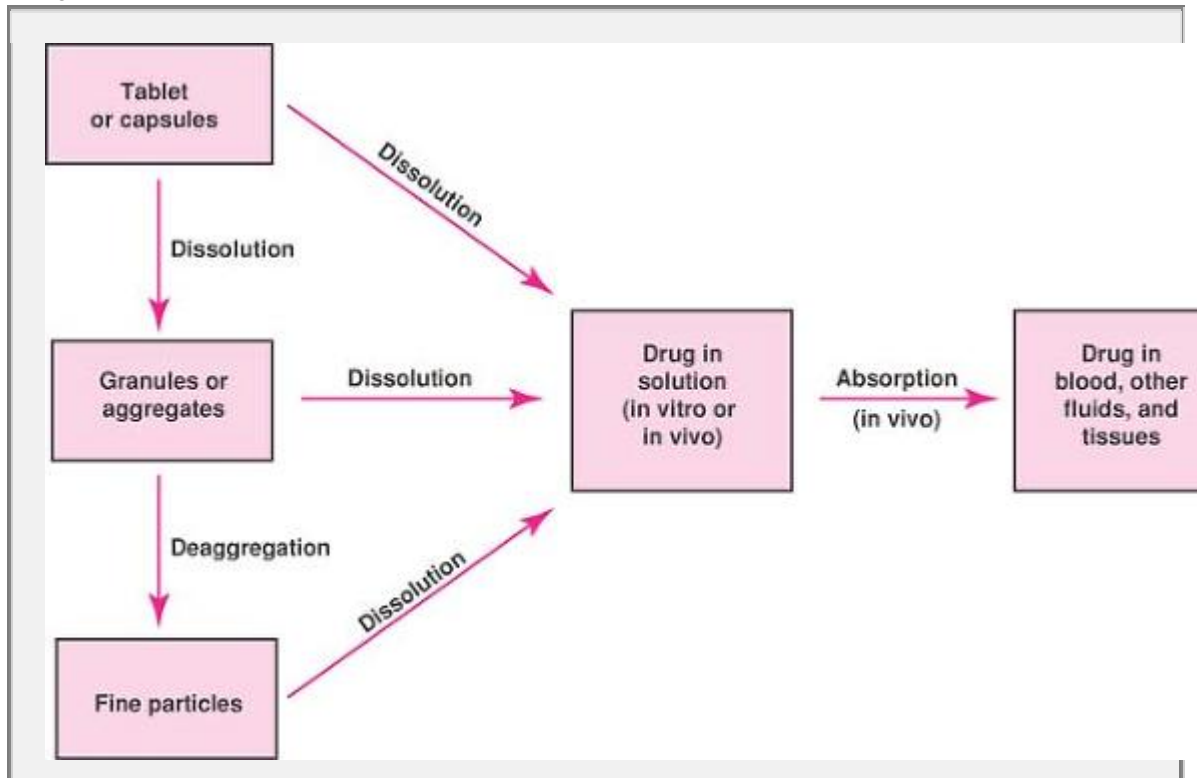 Tablet
or capsules
Dissolution
Dissolution
Granules or
aggregates
Dissolution
Drug in
solution
(in vitro or
in vivo)
Absorption
(in vivo)
Drug in
blood, other
fluids, and
tissues
Deaggregation
Dissolution
Fine particles